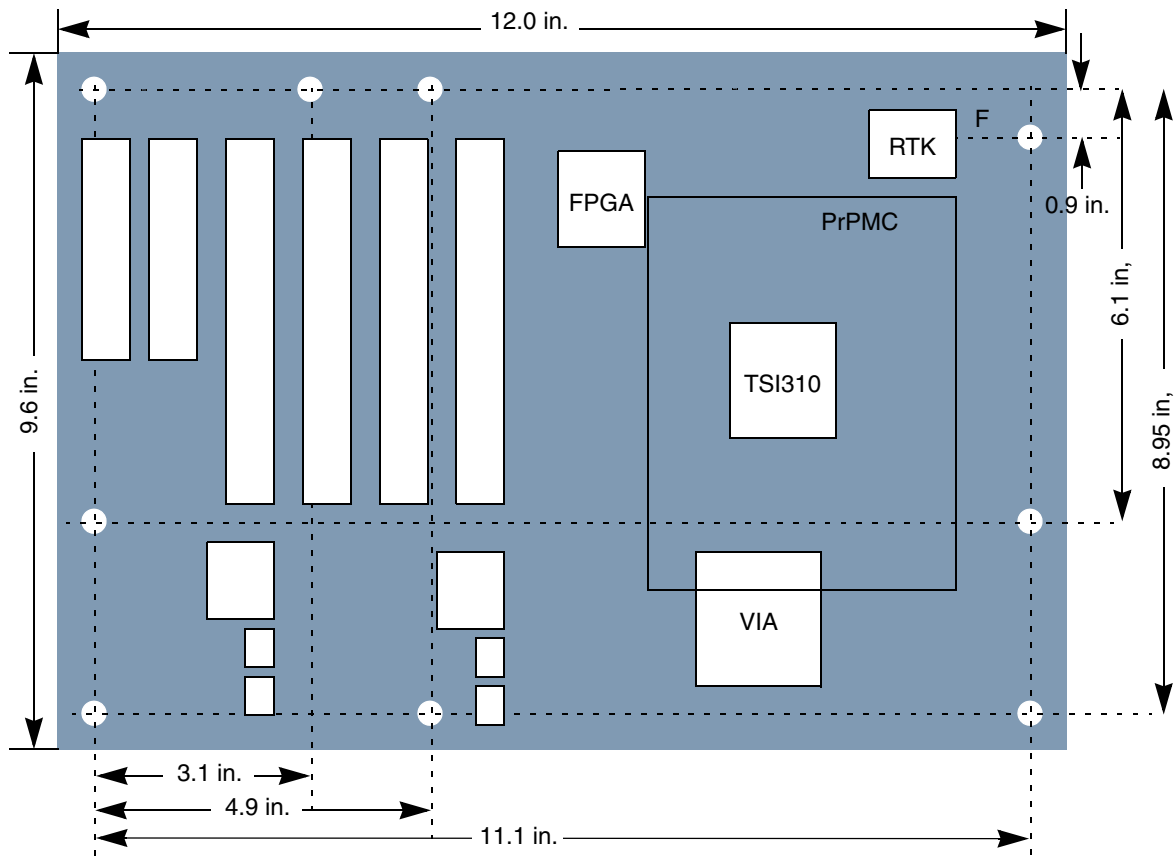 12.0 in.
F
RTK
FPGA
0.9 in.
PrPMC
6.1 in,
TSI310
9.6 in.
8.95 in,
VIA
3.1 in.
4.9 in.
11.1 in.